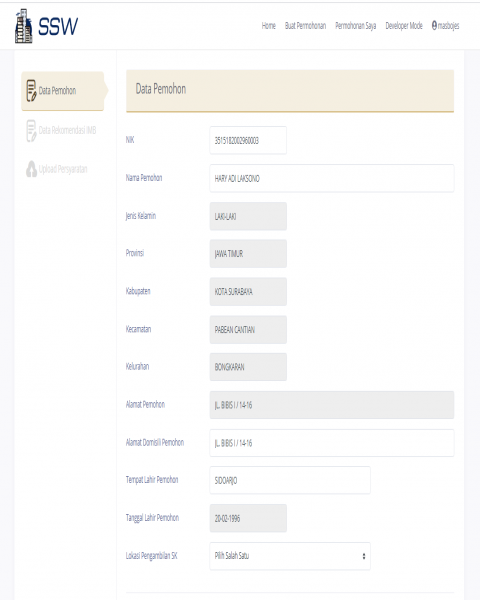 SSW
Home Buat Permohonan Permohonan Saya Developer Mode masbojes
Data Pemohon
Data Rekomendasi IMB
Upload Persyaratan
Data Pemohon
NIK 3515182002960003
Nama Pemohon HARY ADI LAKSONO
Jenis Kelamin LAKI-LAKI
Provinsi JAWA TIMUR
Kabupaten KOTA SURABAYA
Kecamatan PABEAN CANTIAN
Kelurahan BONGKARAN
Alamat Pemohon JL. BIBIS I / 14-16
Alamat Domisili Pemohon JL. BIBIS I / 14-16
Tempat Lahir Pemohon SIDOARJO
Tanggal Lahir Pemohon 20-02-1996
Lokasi Pengambilan SK Pilih Salah Satu